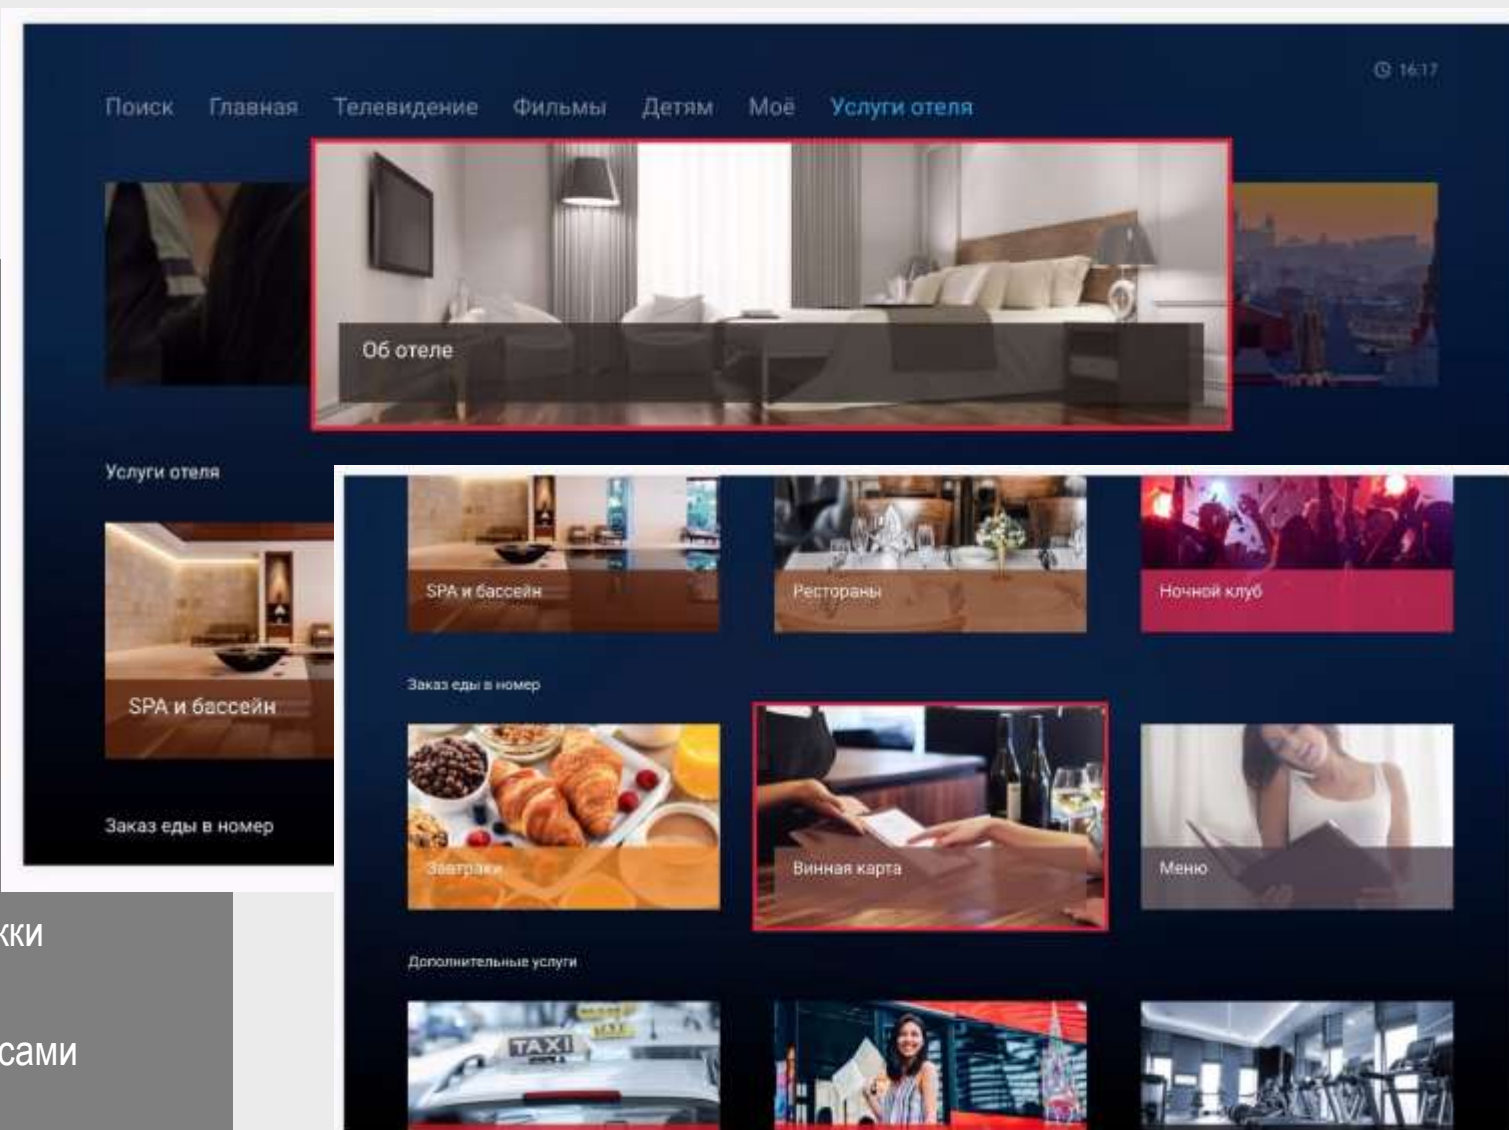 16:17
Поиск Главная Телевидение Фильмы Детям Моё Услуги отеля
Об отеле
Услуги отеля
SPA и бассейн
Заказ еды в номер
SPA и бассейн Рестораны Ночной клуб
Заказ еды в номер
Завтраки Винная карта Меню
Дополнительные услуги
TAXI
жки
сами